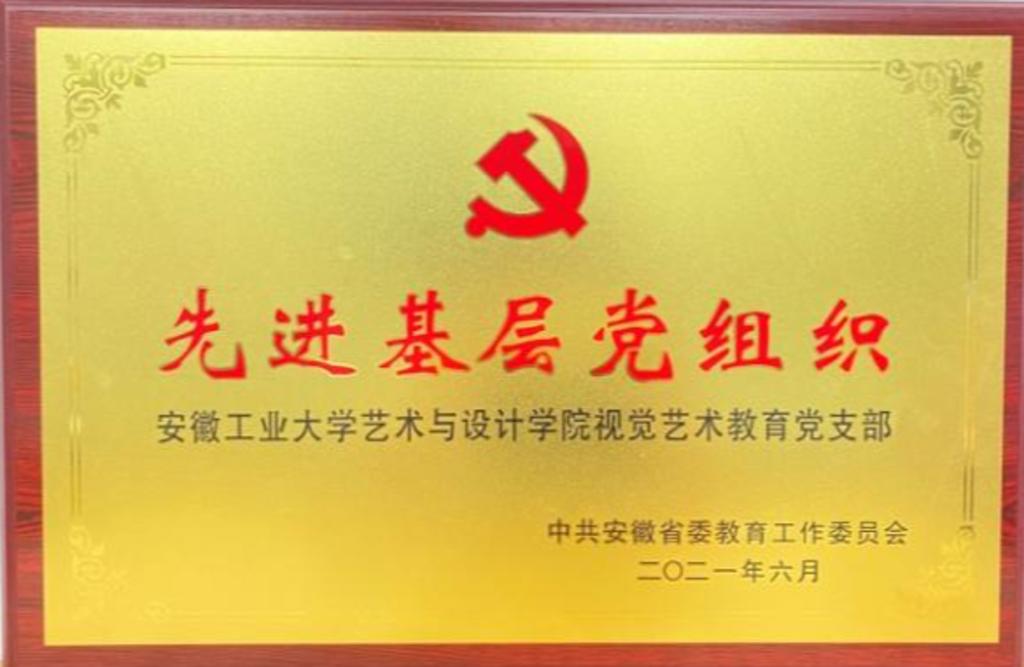 先进基层党组织
安徽工业大学艺术与设计学院视觉艺术教育党支部
中共安徽省委教育工作委员会
二〇二一年六月